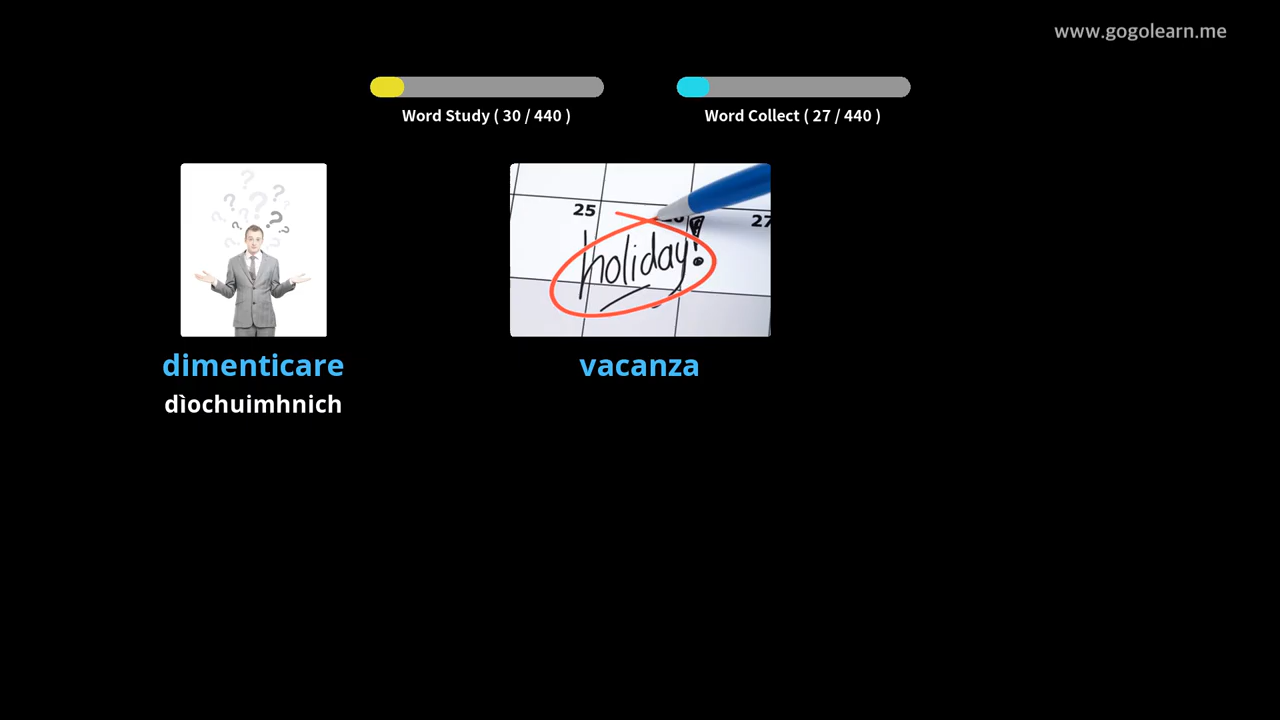 www.gogolearn.me
Word Study ( 30 / 440 )
Word Collect ( 27 / 440 )
25
27
holiday!
dimenticare
vacanza
dìochuimhnich